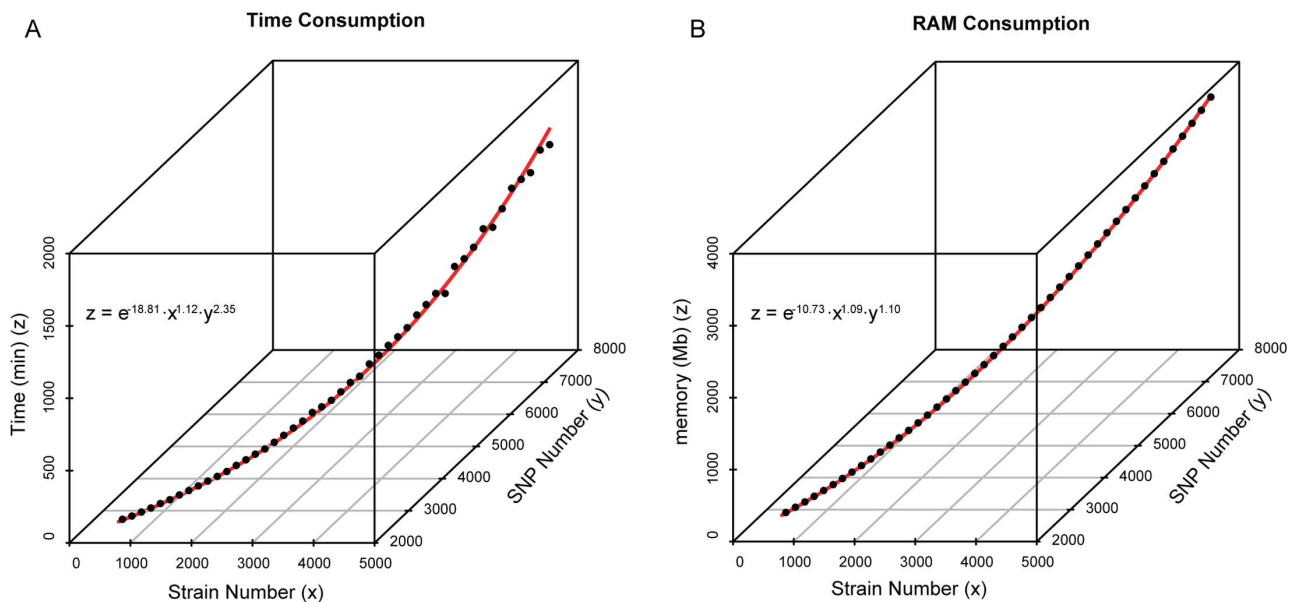 A
Time Consumption
2000
1500
1000
500
0
Time (min) (z)
z = e^-18.81·x^1.12·y^2.35
8000
7000
6000
5000
4000
3000
2000
SNP Number (y)
0 1000 2000 3000 4000 5000
Strain Number (x)
B
RAM Consumption
4000
3000
2000
1000
0
memory (Mb) (z)
z = e^-10.73·x^1.09·y^1.10
8000
7000
6000
5000
4000
3000
2000
SNP Number (y)
0 1000 2000 3000 4000 5000
Strain Number (x)